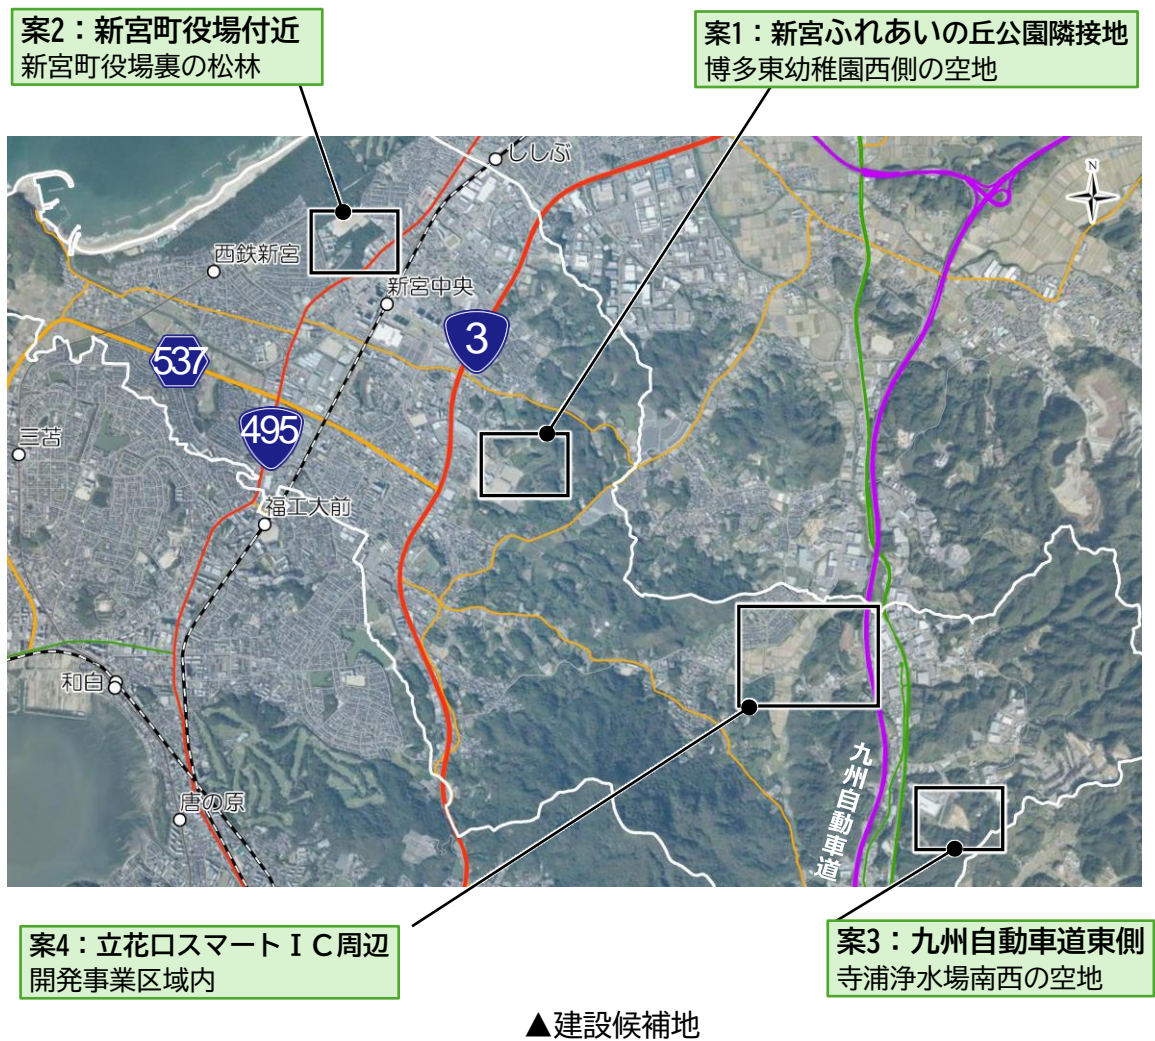 案2：新宮町役場付近
新宮町役場裏の松林
案1：新宮ふれあいの丘公園隣接地
博多東幼稚園西側の空地
ししぶ
N
西鉄新宮
新宮中央
3
537
495
三苫
福工大前
和白
唐の原
九州自動車道
案4：立花口スマートＩＣ周辺
開発事業区域内
案3：九州自動車道東側
寺浦浄水場南西の空地
▲建設候補地